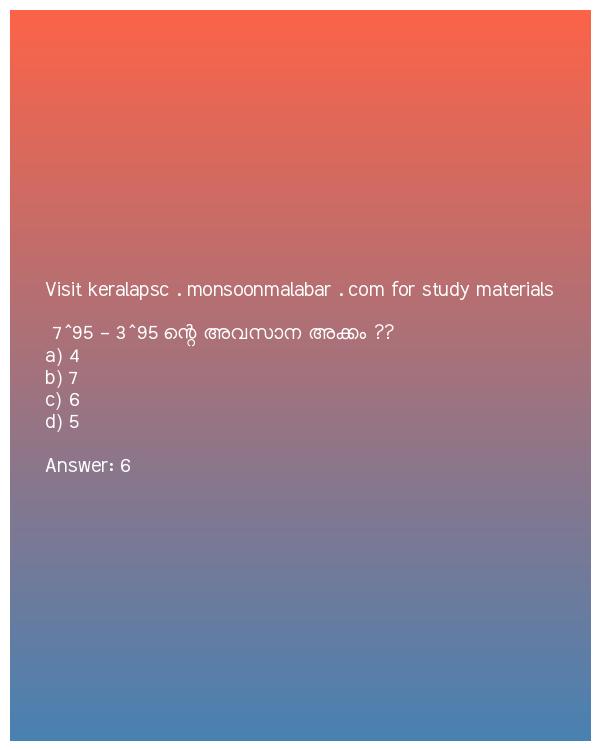 Visit keralapsc . monsoonmalabar . com for study materials
7^95 – 3^95 ന്റെ അവസാന അക്കം ??
a) 4
b) 7
c) 6
d) 5
Answer: 6